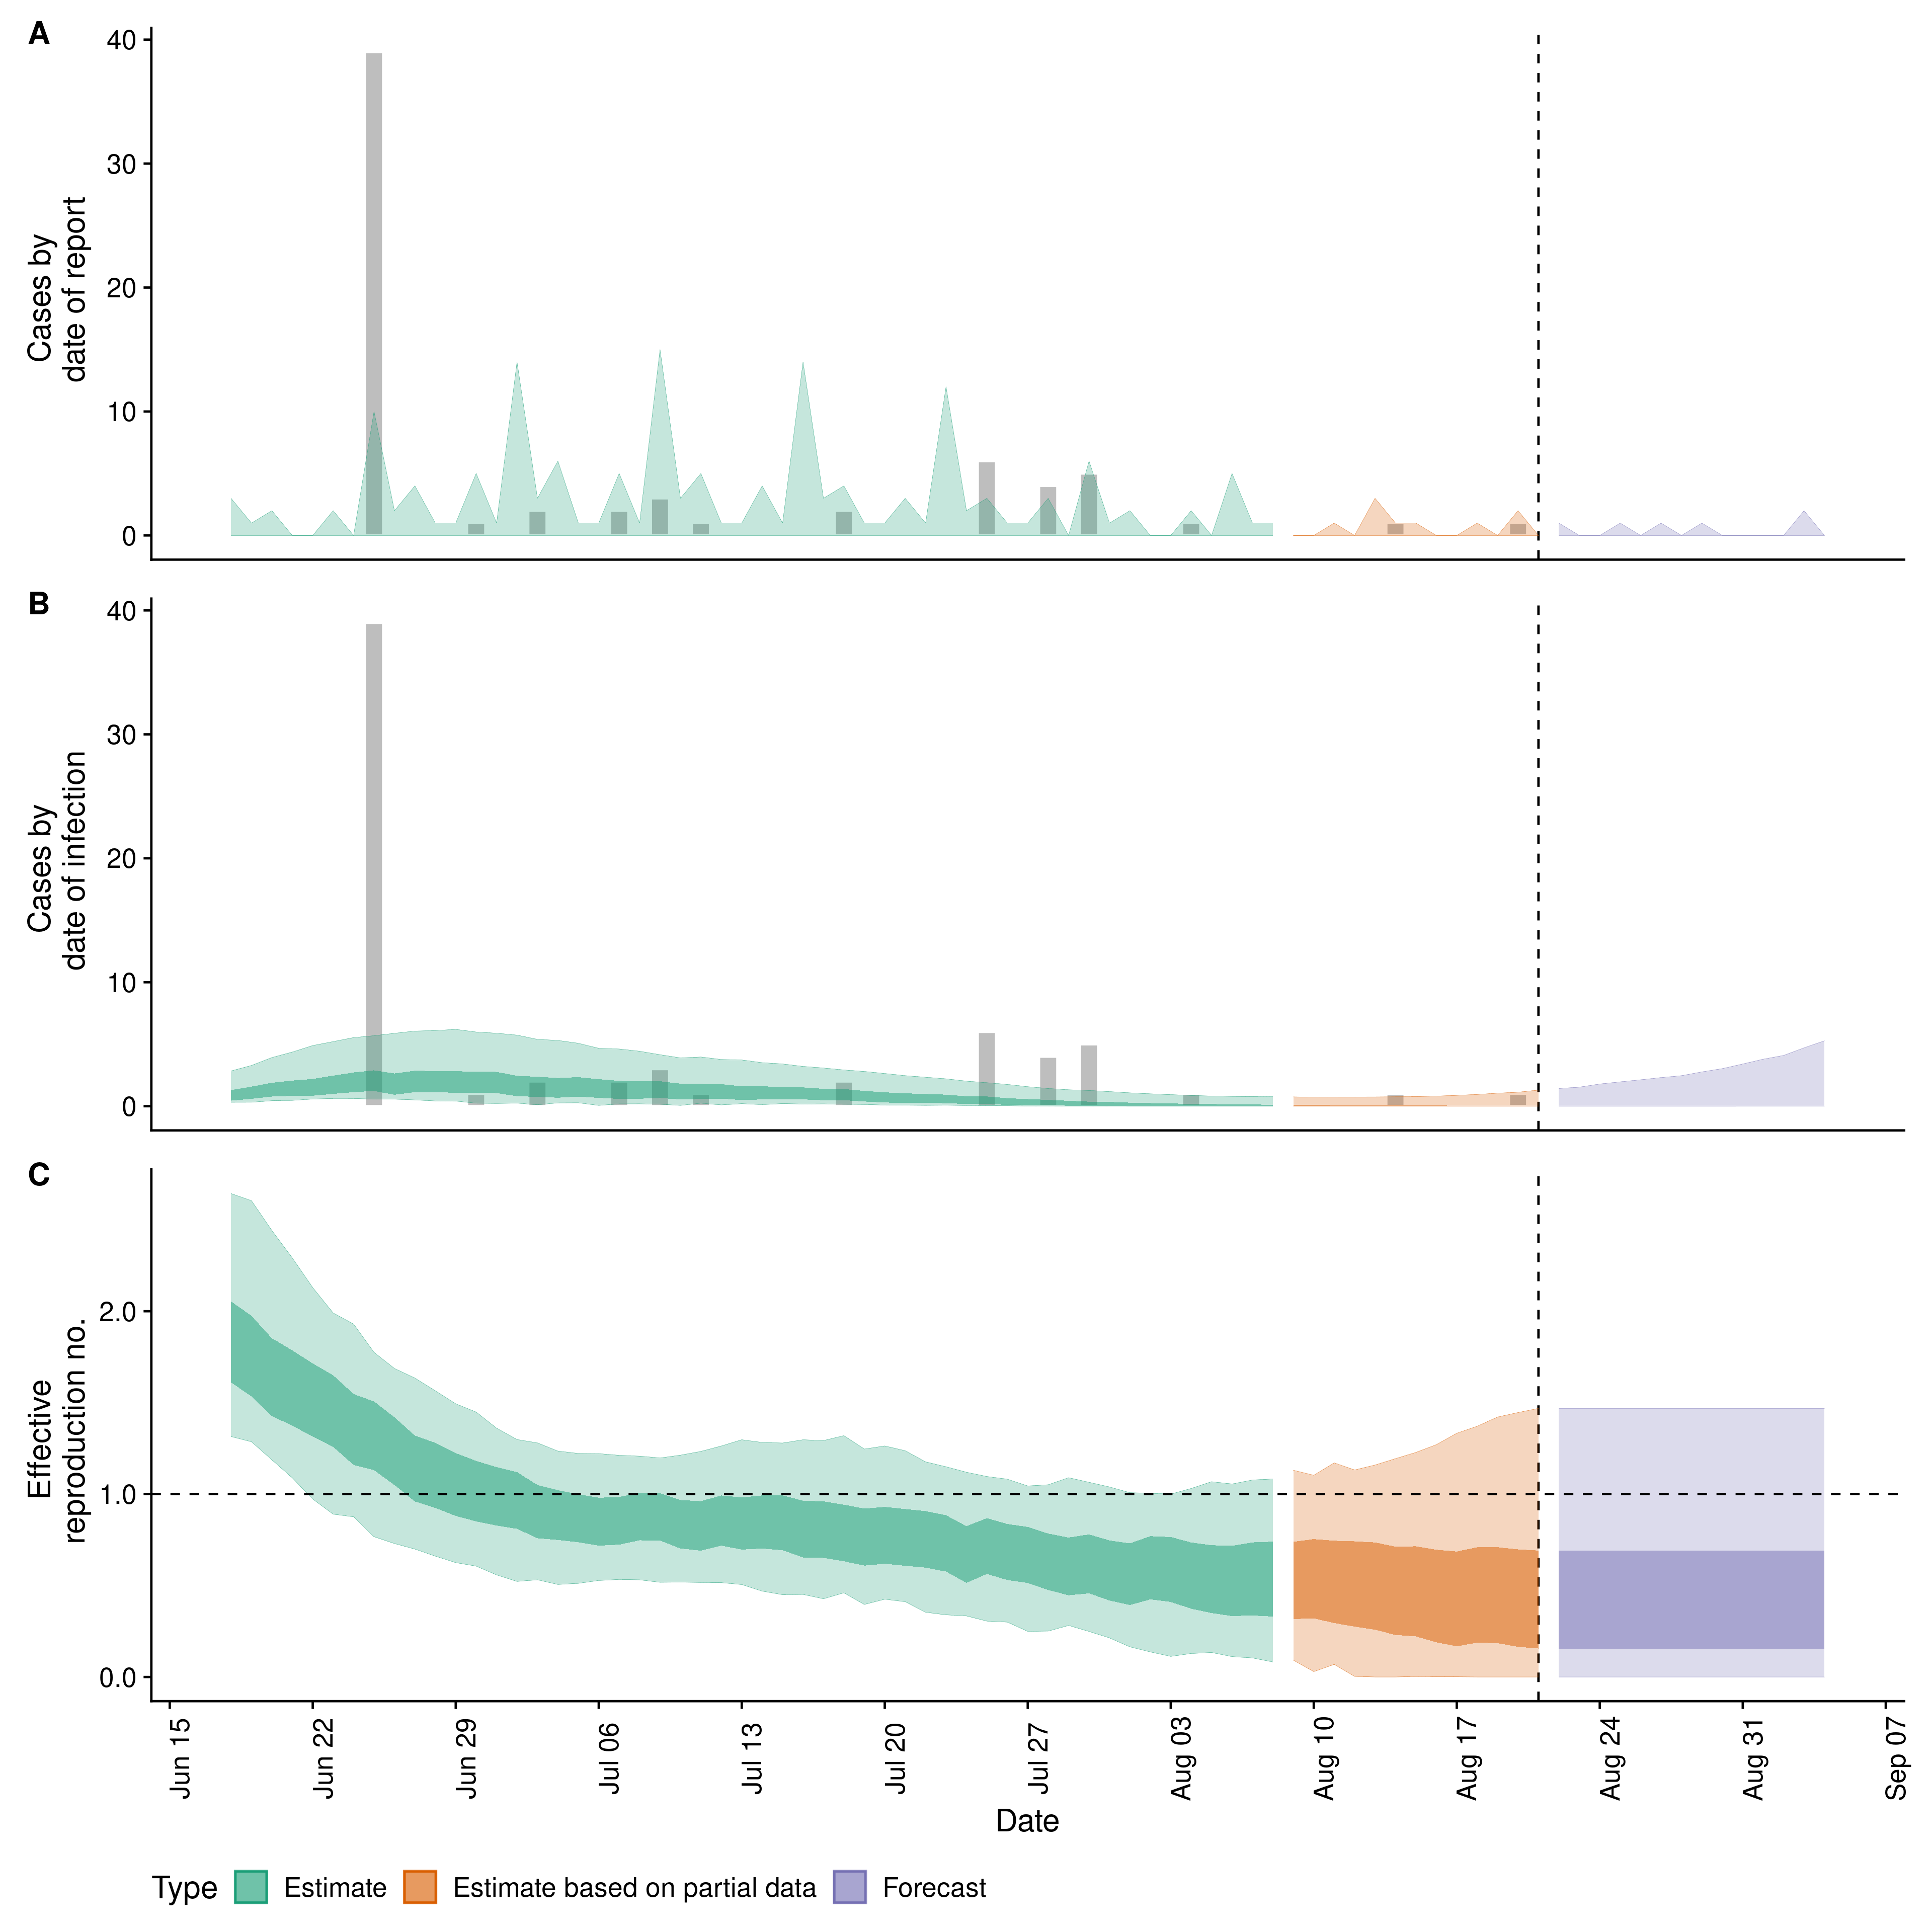 A
Cases by
date of report
40
30
20
10
0
B
Cases by
date of infection
40
30
20
10
0
C
Effective
reproduction no.
2.0
1.0
0.0
Jun 15
Jun 22
Jun 29
Jul 06
Jul 13
Jul 20
Jul 27
Aug 03
Aug 10
Aug 17
Aug 24
Aug 31
Sep 07
Date
Type Estimate Estimate based on partial data Forecast